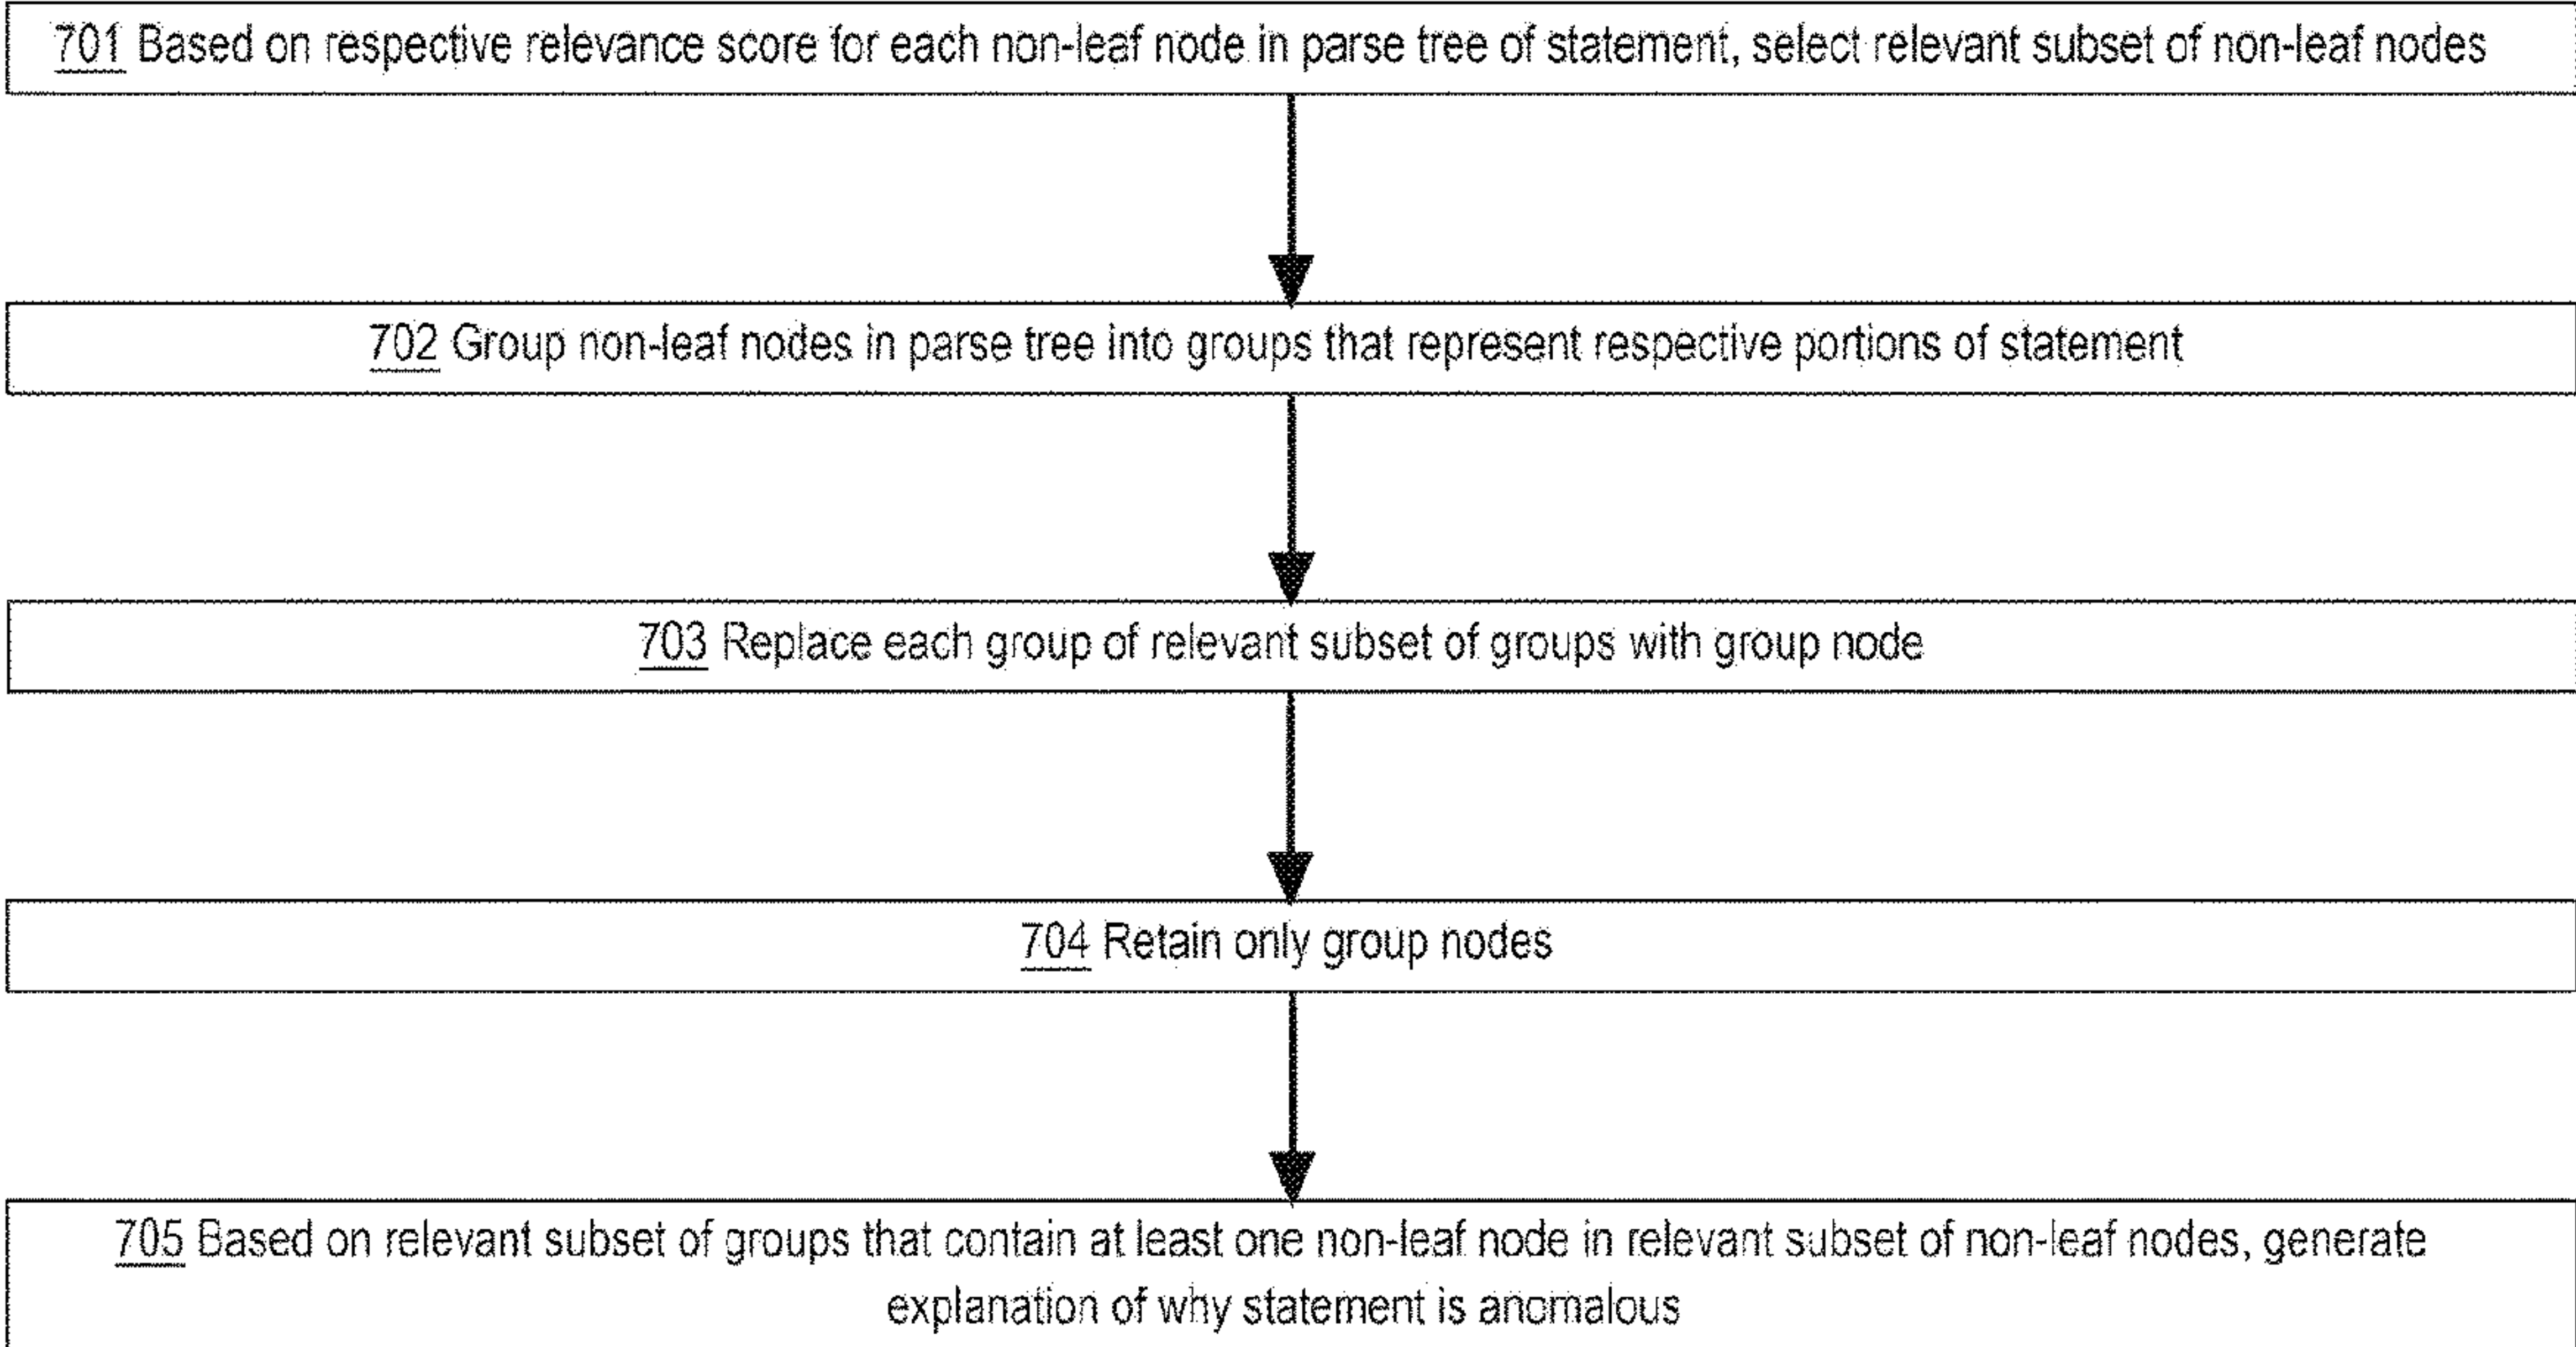 701 Based on respective relevance score for each non-leaf node in parse tree of statement, select relevant subset of non-leaf nodes
702 Group non-leaf nodes in parse tree into groups that represent respective portions of statement
703 Replace each group of relevant subset of groups with group node
704 Retain only group nodes
705 Based on relevant subset of groups that contain at least one non-leaf node in relevant subset of non-leaf nodes, generate
explanation of why statement is anomalous